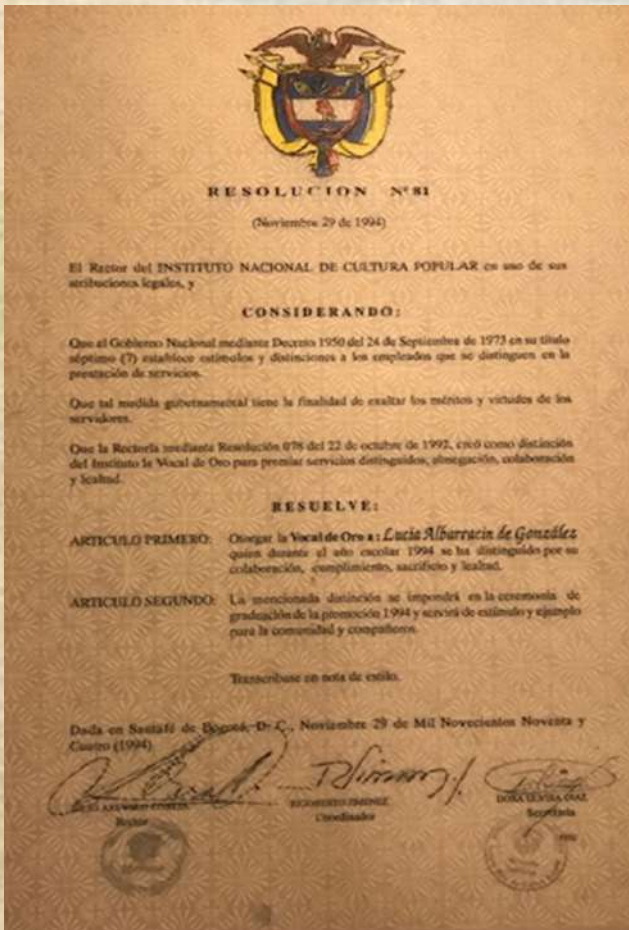 RESOLUCION Nº 81
(Noviembre 29 de 1994)
El Rector del INSTITUTO NACIONAL DE CULTURA POPULAR en uso de sus
atribuciones legales, y
CONSIDERANDO:
Que el Gobierno Nacional mediante Decreto 1950 del 24 de Septiembre de 1973 en su título
séptimo (7) establece estímulos y distinciones a los empleados que se distinguen en la
prestación de servicios.
Que tal medida gubernamental tiene la finalidad de exaltar los méritos y virtudes de los
servidores.
Que la Rectoría mediante Resolución 078 del 22 de octubre de 1992, creó como distinción
del Instituto la Vocal de Oro para premiar servicios distinguidos, abnegación, colaboración
y lealtad.
RESUELVE:
ARTICULO PRIMERO: Otorgar la Vocal de Oro a: Lucia Albarracin de González
quien durante el año escolar 1994 se ha distinguido por su
colaboración, cumplimiento, sacrificio y lealtad.
ARTICULO SEGUNDO: La mencionada distinción se impondrá en la ceremonia de
graduación de la promoción 1994 y servirá de estímulo y ejemplo
para la comunidad y compañeros.
Transcríbase en nota de estilo.
Dada en Santafé de Bogotá, D. C., Noviembre 29 de Mil Novecientos Noventa y
Cuatro (1994)
JIMENEZ
Rector
Coordinador
Secretaria